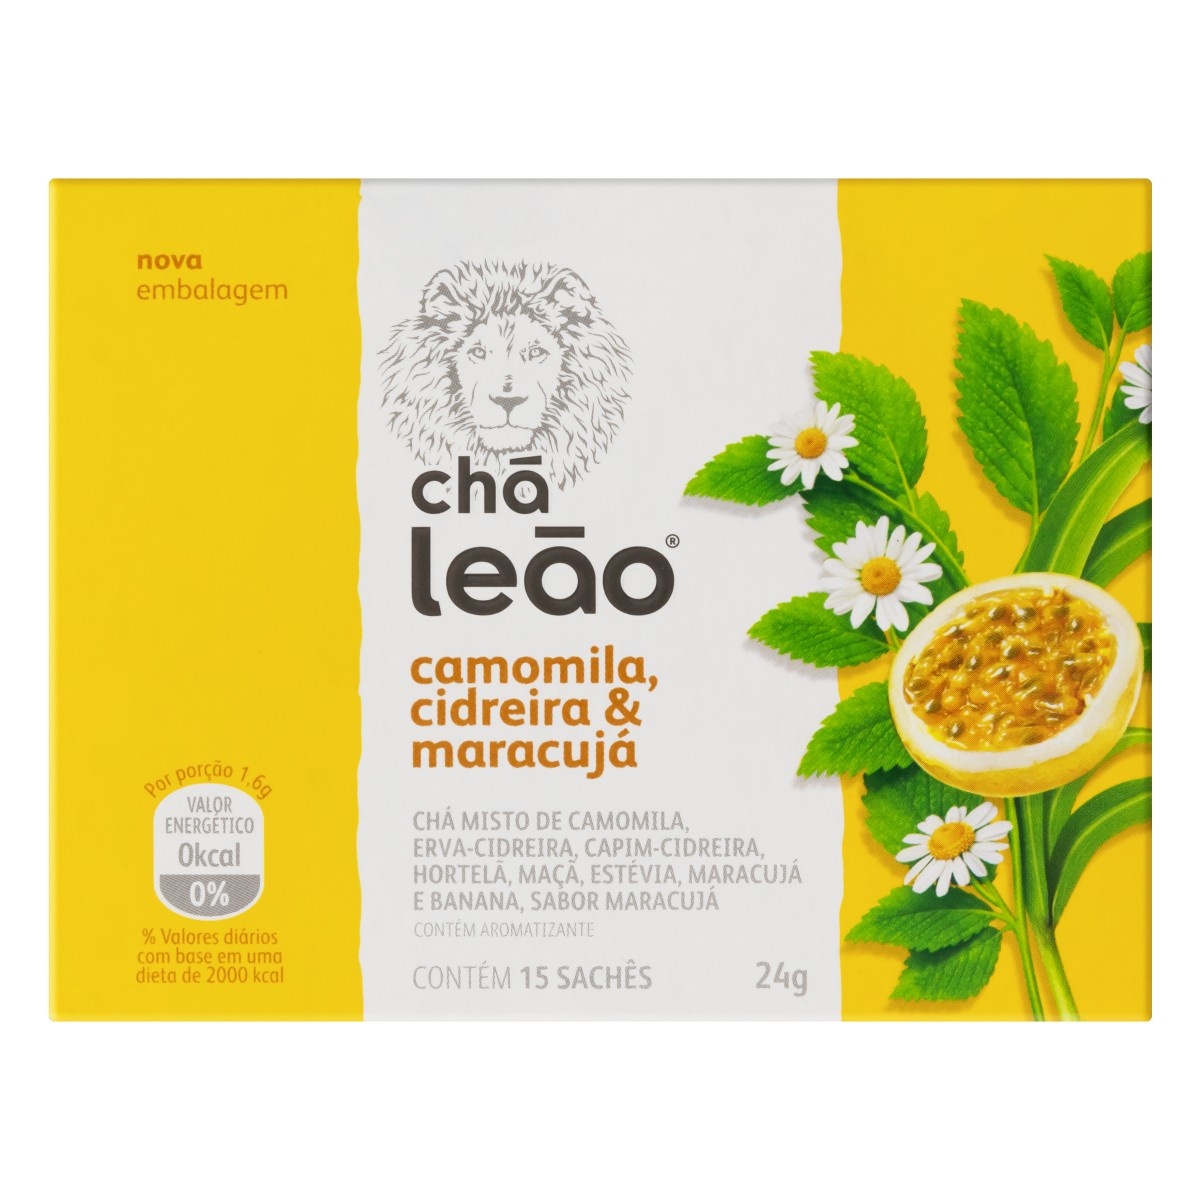 nova
embalagem
chá
leão®
camomila,
cidreira &
maracujá
CHÁ MISTO DE CAMOMILA,
ERVA-CIDREIRA, CAPIM-CIDREIRA,
HORTELÃ, MAÇÃ, ESTÉVIA, MARACUJÁ
E BANANA, SABOR MARACUJÁ
CONTÉM AROMATIZANTE
CONTÉM 15 SACHÊS 24g
Por porção 1,6g
VALOR
ENERGÉTICO
0kcal
0%
% Valores diários
com base em uma
dieta de 2000 kcal